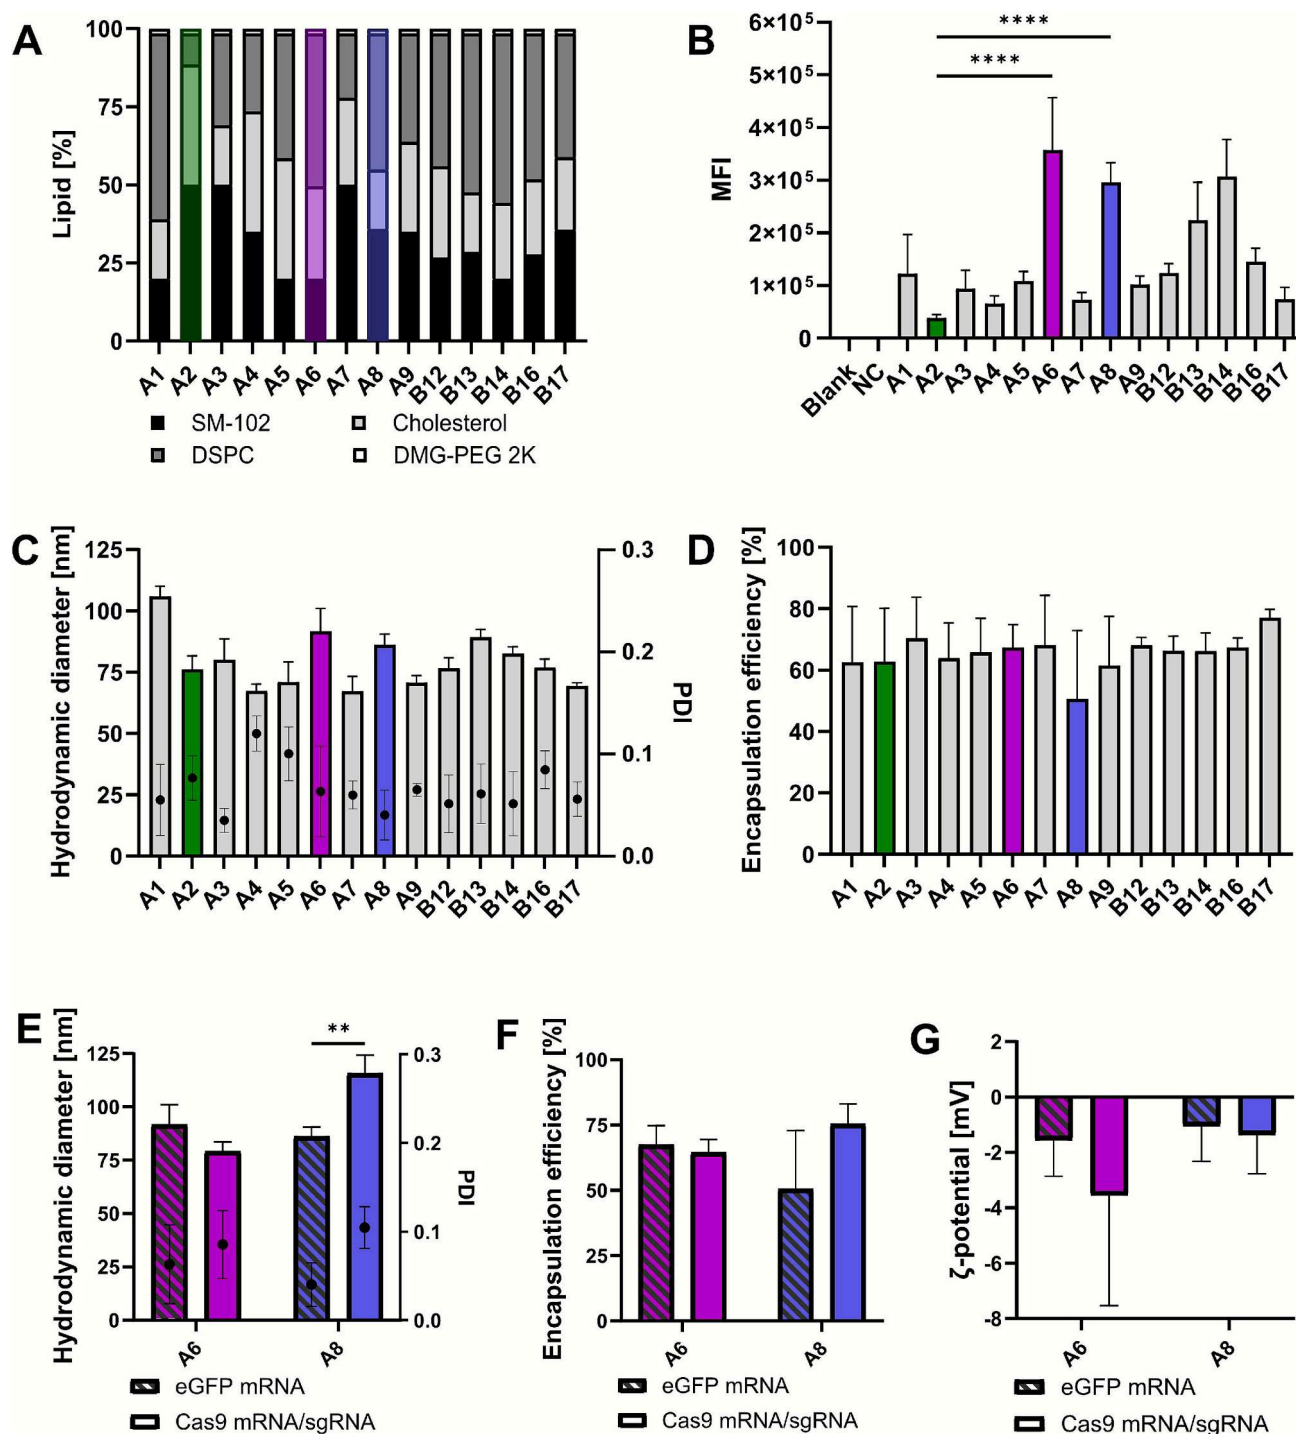 A
Lipid [%]
100
75
50
25
0
A1 A2 A3 A4 A5 A6 A7 A8 A9 B12 B13 B14 B16 B17
SM-102 Cholesterol
DSPC DMG-PEG 2K
B
MFI
6×10⁵
5×10⁵
4×10⁵
3×10⁵
2×10⁵
1×10⁵
0
****
****
Blank NC A1 A2 A3 A4 A5 A6 A7 A8 A9 B12 B13 B14 B16 B17
C
Hydrodynamic diameter [nm]
125
100
75
50
25
0
0.3
0.2
0.1
0.0
PDI
A1 A2 A3 A4 A5 A6 A7 A8 A9 B12 B13 B14 B16 B17
D
Encapsulation efficiency [%]
100
80
60
40
20
0
A1 A2 A3 A4 A5 A6 A7 A8 A9 B12 B13 B14 B16 B17
E
Hydrodynamic diameter [nm]
125
100
75
50
25
0
**
0.3
0.2
0.1
0.0
PDI
A6 A8
eGFP mRNA
Cas9 mRNA/sgRNA
F
Encapsulation efficiency [%]
100
75
50
25
0
A6 A8
eGFP mRNA
Cas9 mRNA/sgRNA
G
ζ-potential [mV]
2
0
-2
-4
-6
-8
A6 A8
eGFP mRNA
Cas9 mRNA/sgRNA